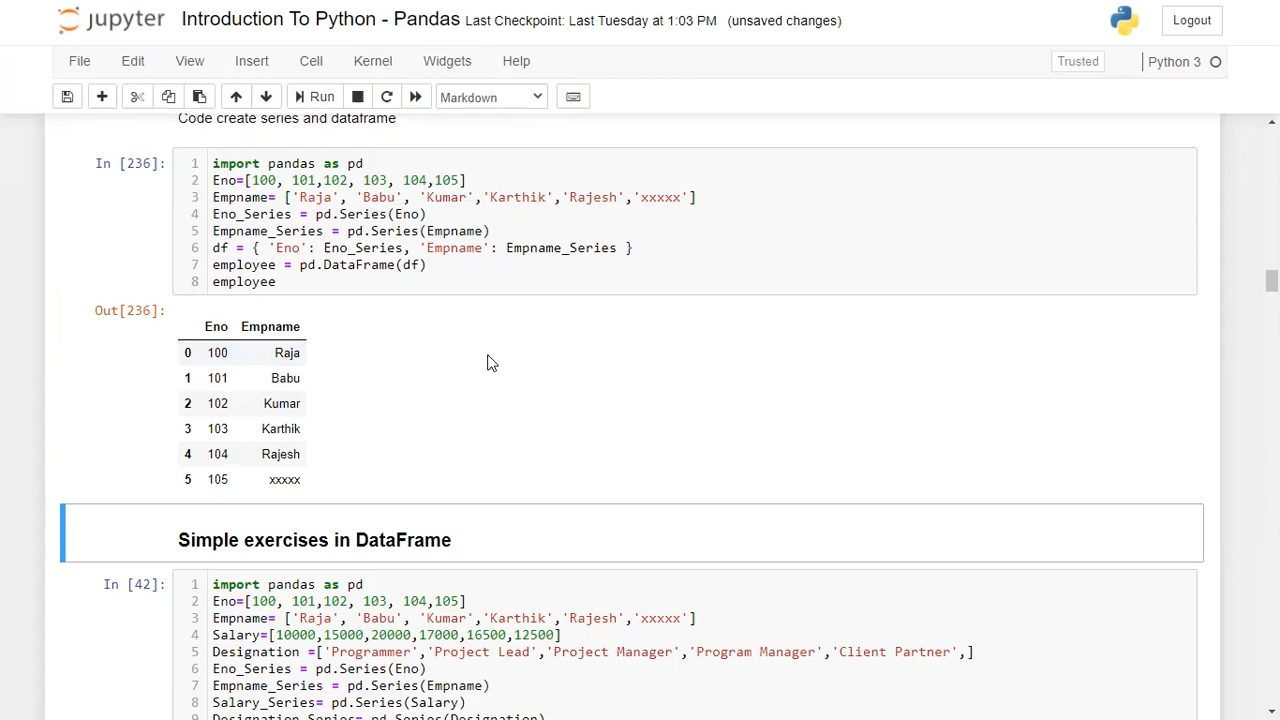 jupyter Introduction To Python - Pandas Last Checkpoint: Last Tuesday at 1:03 PM (unsaved changes) Logout
File Edit View Insert Cell Kernel Widgets Help Trusted Python 3
Run Markdown
Code create series and dataframe
In [236]: 1 import pandas as pd
2 Eno=[100, 101,102, 103, 104,105]
3 Empname= ['Raja', 'Babu', 'Kumar','Karthik','Rajesh','xxxxx']
4 Eno_Series = pd.Series(Eno)
5 Empname_Series = pd.Series(Empname)
6 df = { 'Eno': Eno_Series, 'Empname': Empname_Series }
7 employee = pd.DataFrame(df)
8 employee
Out[236]:
Eno Empname
0 100 Raja
1 101 Babu
2 102 Kumar
3 103 Karthik
4 104 Rajesh
5 105 xxxxx
Simple exercises in DataFrame
In [42]: 1 import pandas as pd
2 Eno=[100, 101,102, 103, 104,105]
3 Empname= ['Raja', 'Babu', 'Kumar','Karthik','Rajesh','xxxxx']
4 Salary=[10000,15000,20000,17000,16500,12500]
5 Designation =['Programmer','Project Lead','Project Manager','Program Manager','Client Partner',]
6 Eno_Series = pd.Series(Eno)
7 Empname_Series = pd.Series(Empname)
8 Salary_Series= pd.Series(Salary)
9 Designation_Series= pd.Series(Designation)